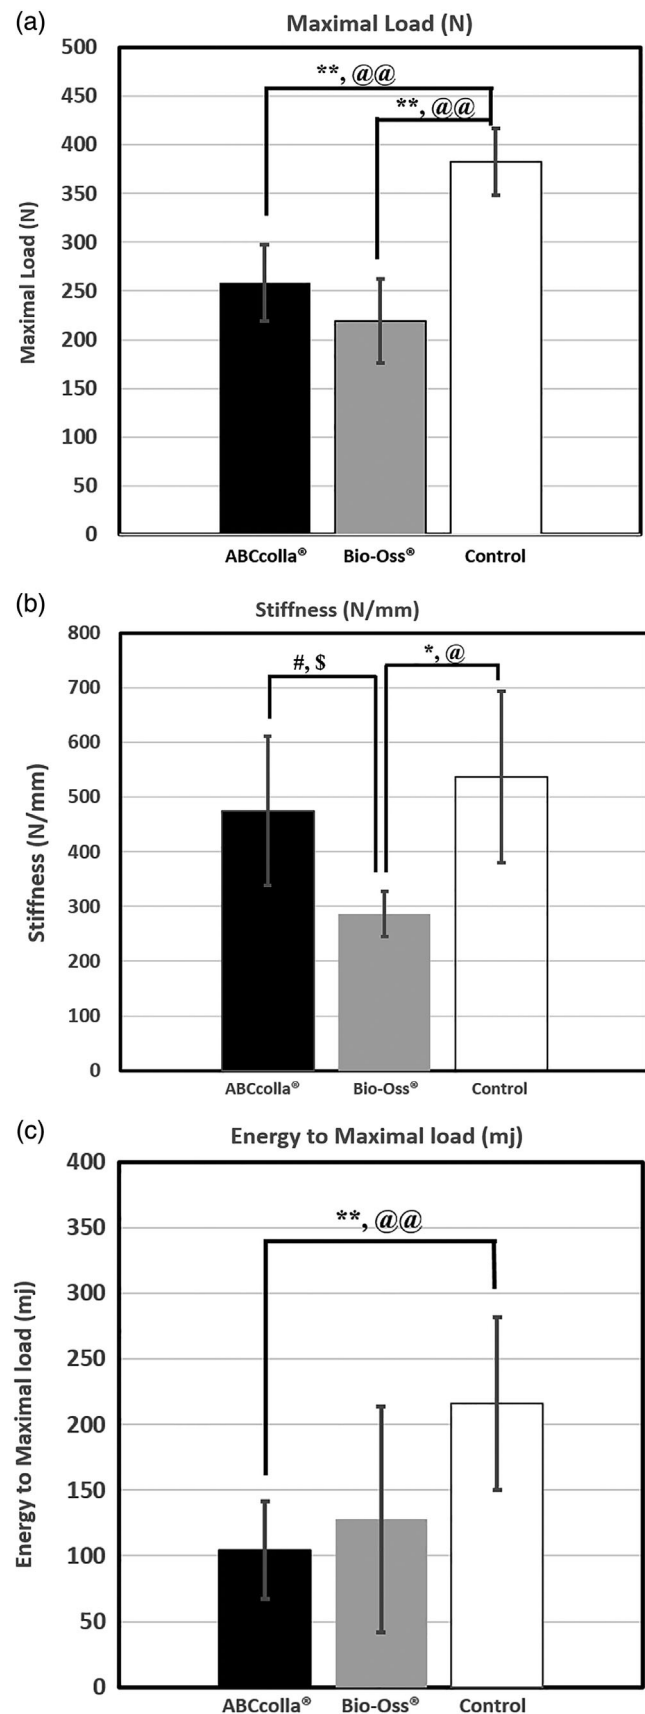 (a)
Maximal Load (N)
500
450
400
350
300
250
200
150
100
50
0
Maximal Load (N)
**, @@
**, @@
ABCcolla®
Bio-Oss®
Control
(b)
Stiffness (N/mm)
800
700
600
500
400
300
200
100
0
Stiffness (N/mm)
#, $
*, @
ABCcolla®
Bio-Oss®
Control
(c)
Energy to Maximal load (mj)
400
350
300
250
200
150
100
50
0
Energy to Maximal load (mj)
**, @@
ABCcolla®
Bio-Oss®
Control